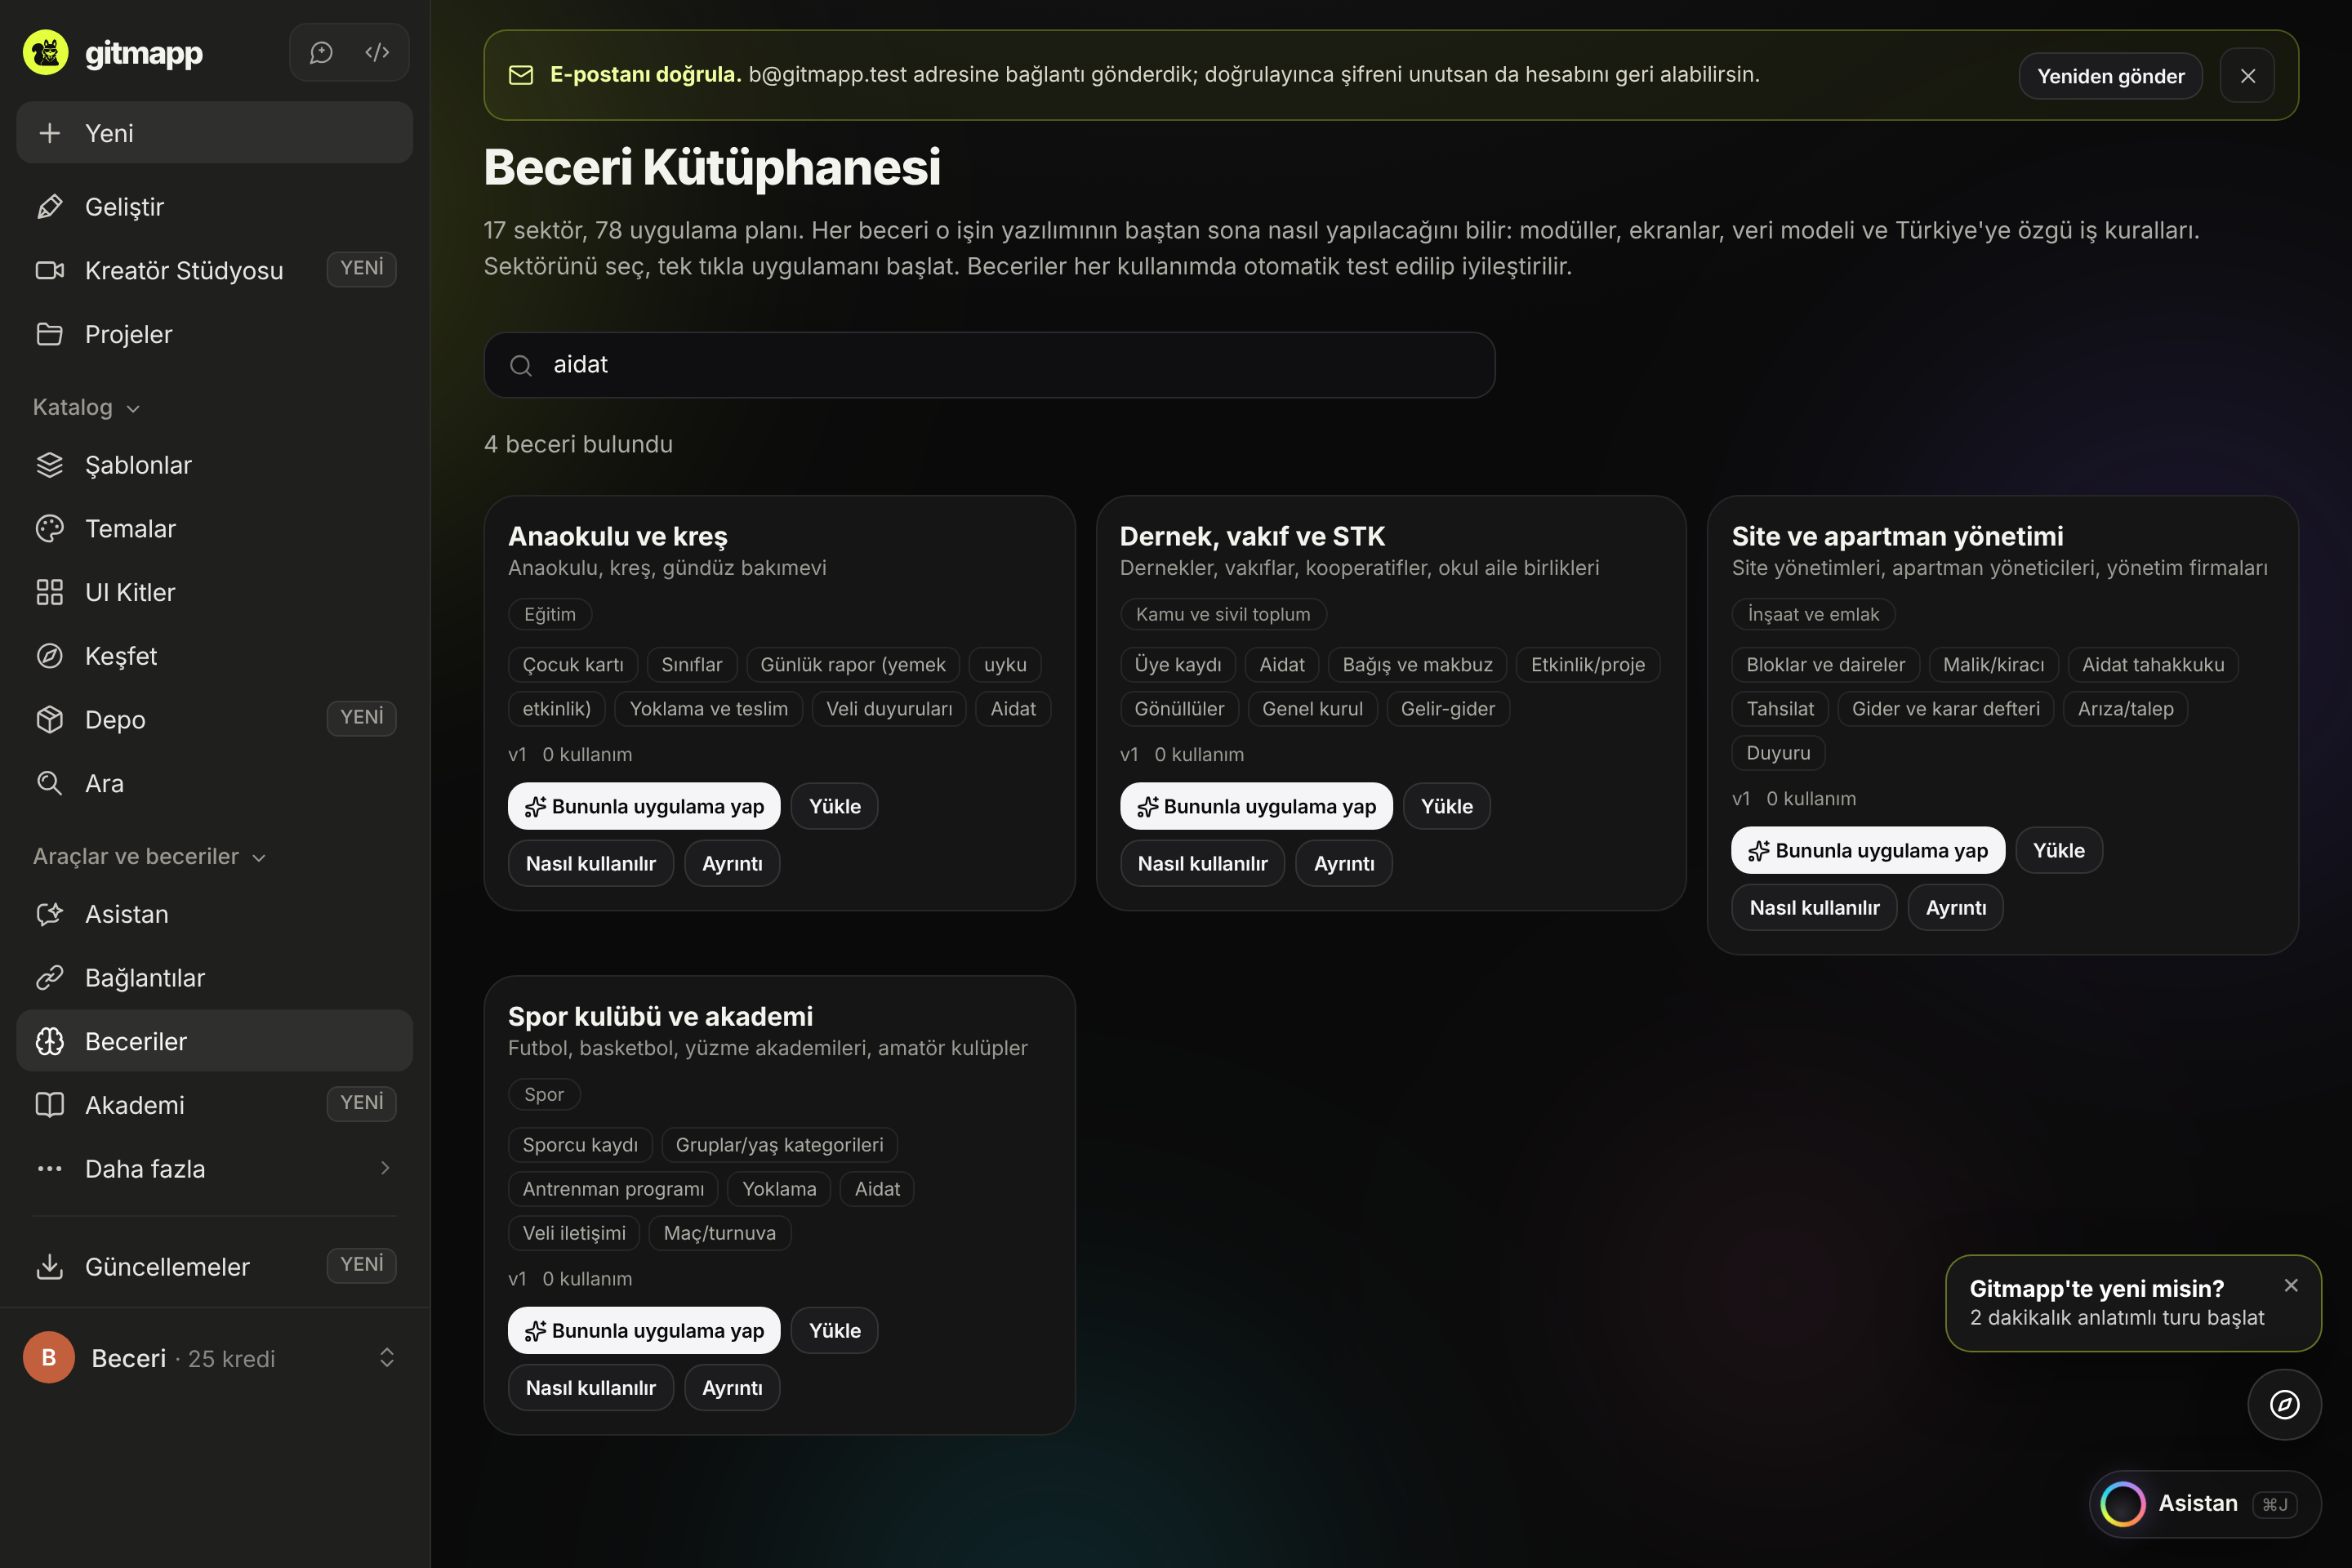 gitmapp
Yeni
Geliştir
Kreatör Stüdyosu YENİ
Projeler
Katalog
Şablonlar
Temalar
UI Kitler
Keşfet
Depo YENİ
Ara
Araçlar ve beceriler
Asistan
Bağlantılar
Beceriler
Akademi YENİ
Daha fazla
Güncellemeler YENİ
B Beceri · 25 kredi
E-postanı doğrula. b@gitmapp.test adresine bağlantı gönderdik; doğrulayınca şifreni unutsan da hesabını geri alabilirsin. Yeniden gönder
Beceri Kütüphanesi
17 sektör, 78 uygulama planı. Her beceri o işin yazılımının baştan sona nasıl yapılacağını bilir: modüller, ekranlar, veri modeli ve Türkiye'ye özgü iş kuralları.
Sektörünü seç, tek tıkla uygulamanı başlat. Beceriler her kullanımda otomatik test edilip iyileştirilir.
aidat
4 beceri bulundu
Anaokulu ve kreş
Anaokulu, kreş, gündüz bakımevi
Eğitim
Çocuk kartı Sınıflar Günlük rapor (yemek uyku
etkinlik) Yoklama ve teslim Veli duyuruları Aidat
v1 0 kullanım
Bununla uygulama yap Yükle
Nasıl kullanılır Ayrıntı
Dernek, vakıf ve STK
Dernekler, vakıflar, kooperatifler, okul aile birlikleri
Kamu ve sivil toplum
Üye kaydı Aidat Bağış ve makbuz Etkinlik/proje
Gönüllüler Genel kurul Gelir-gider
v1 0 kullanım
Bununla uygulama yap Yükle
Nasıl kullanılır Ayrıntı
Site ve apartman yönetimi
Site yönetimleri, apartman yöneticileri, yönetim firmaları
İnşaat ve emlak
Bloklar ve daireler Malik/kiracı Aidat tahakkuku
Tahsilat Gider ve karar defteri Arıza/talep
Duyuru
v1 0 kullanım
Bununla uygulama yap Yükle
Nasıl kullanılır Ayrıntı
Spor kulübü ve akademi
Futbol, basketbol, yüzme akademileri, amatör kulüpler
Spor
Sporcu kaydı Gruplar/yaş kategorileri
Antrenman programı Yoklama Aidat
Veli iletişimi Maç/turnuva
v1 0 kullanım
Bununla uygulama yap Yükle
Nasıl kullanılır Ayrıntı
Gitmapp'te yeni misin?
2 dakikalık anlatımlı turu başlat
Asistan ⌘J